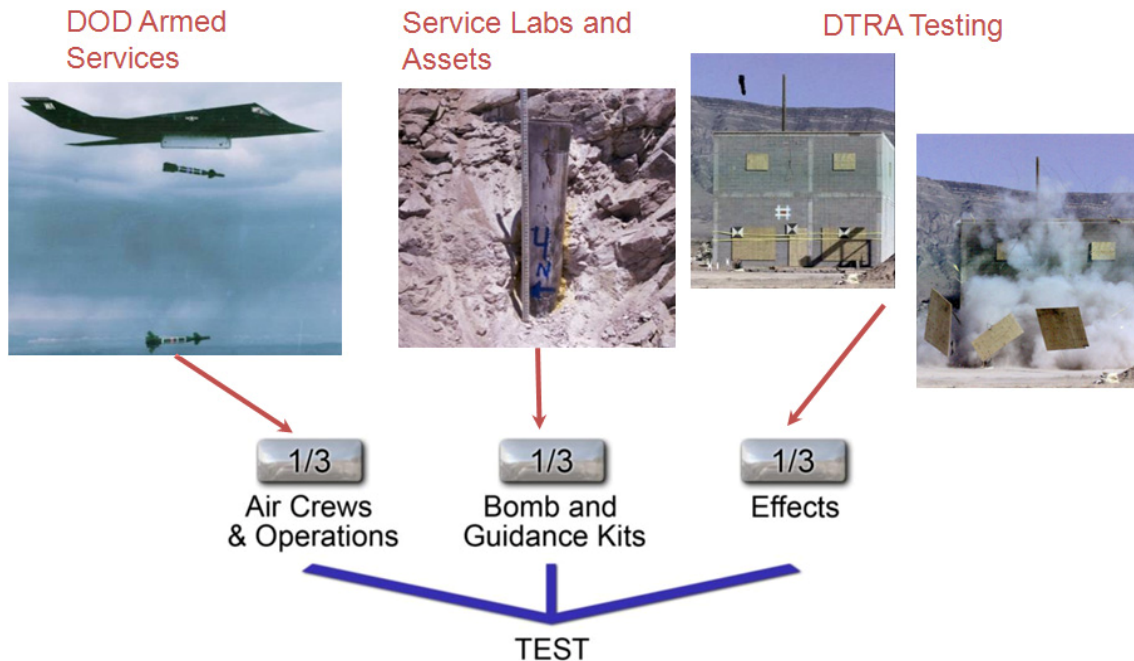 DOD Armed
Services
Service Labs and
Assets
DTRA Testing
1/3
1/3
1/3
Air Crews
& Operations
Bomb and
Guidance Kits
Effects
TEST